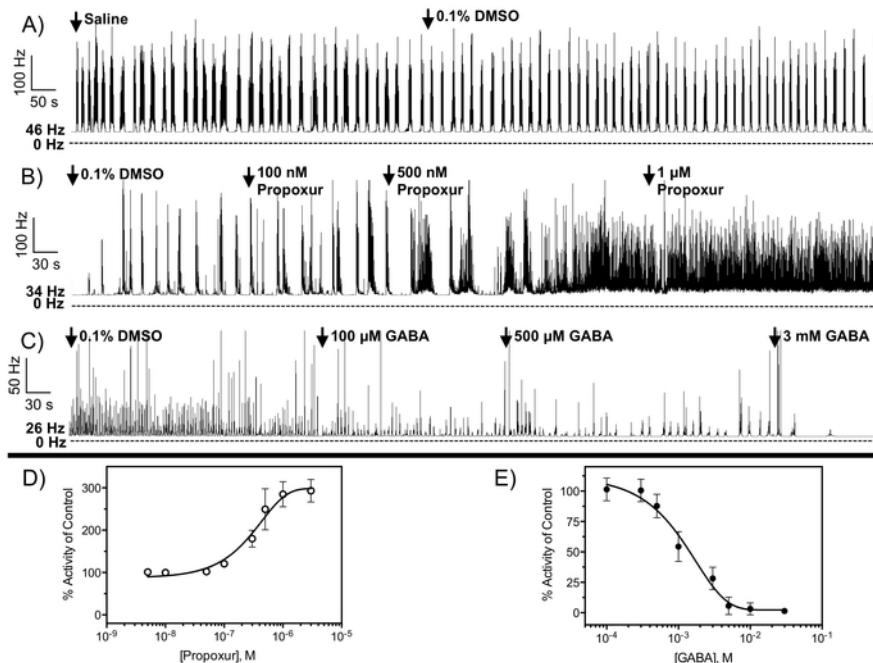 A)
Saline
0.1% DMSO
100 Hz
50 s
46 Hz
0 Hz
B)
0.1% DMSO
100 nM
Propoxur
500 nM
Propoxur
1 µM
Propoxur
100 Hz
30 s
34 Hz
0 Hz
C)
0.1% DMSO
100 µM GABA
500 µM GABA
3 mM GABA
50 Hz
30 s
26 Hz
0 Hz
D)
% Activity of Control
300
200
100
0
10⁻⁹
10⁻⁸
10⁻⁷
10⁻⁶
10⁻⁵
[Propoxur], M
E)
% Activity of Control
100
75
50
25
0
10⁻⁴
10⁻³
10⁻²
10⁻¹
[GABA], M